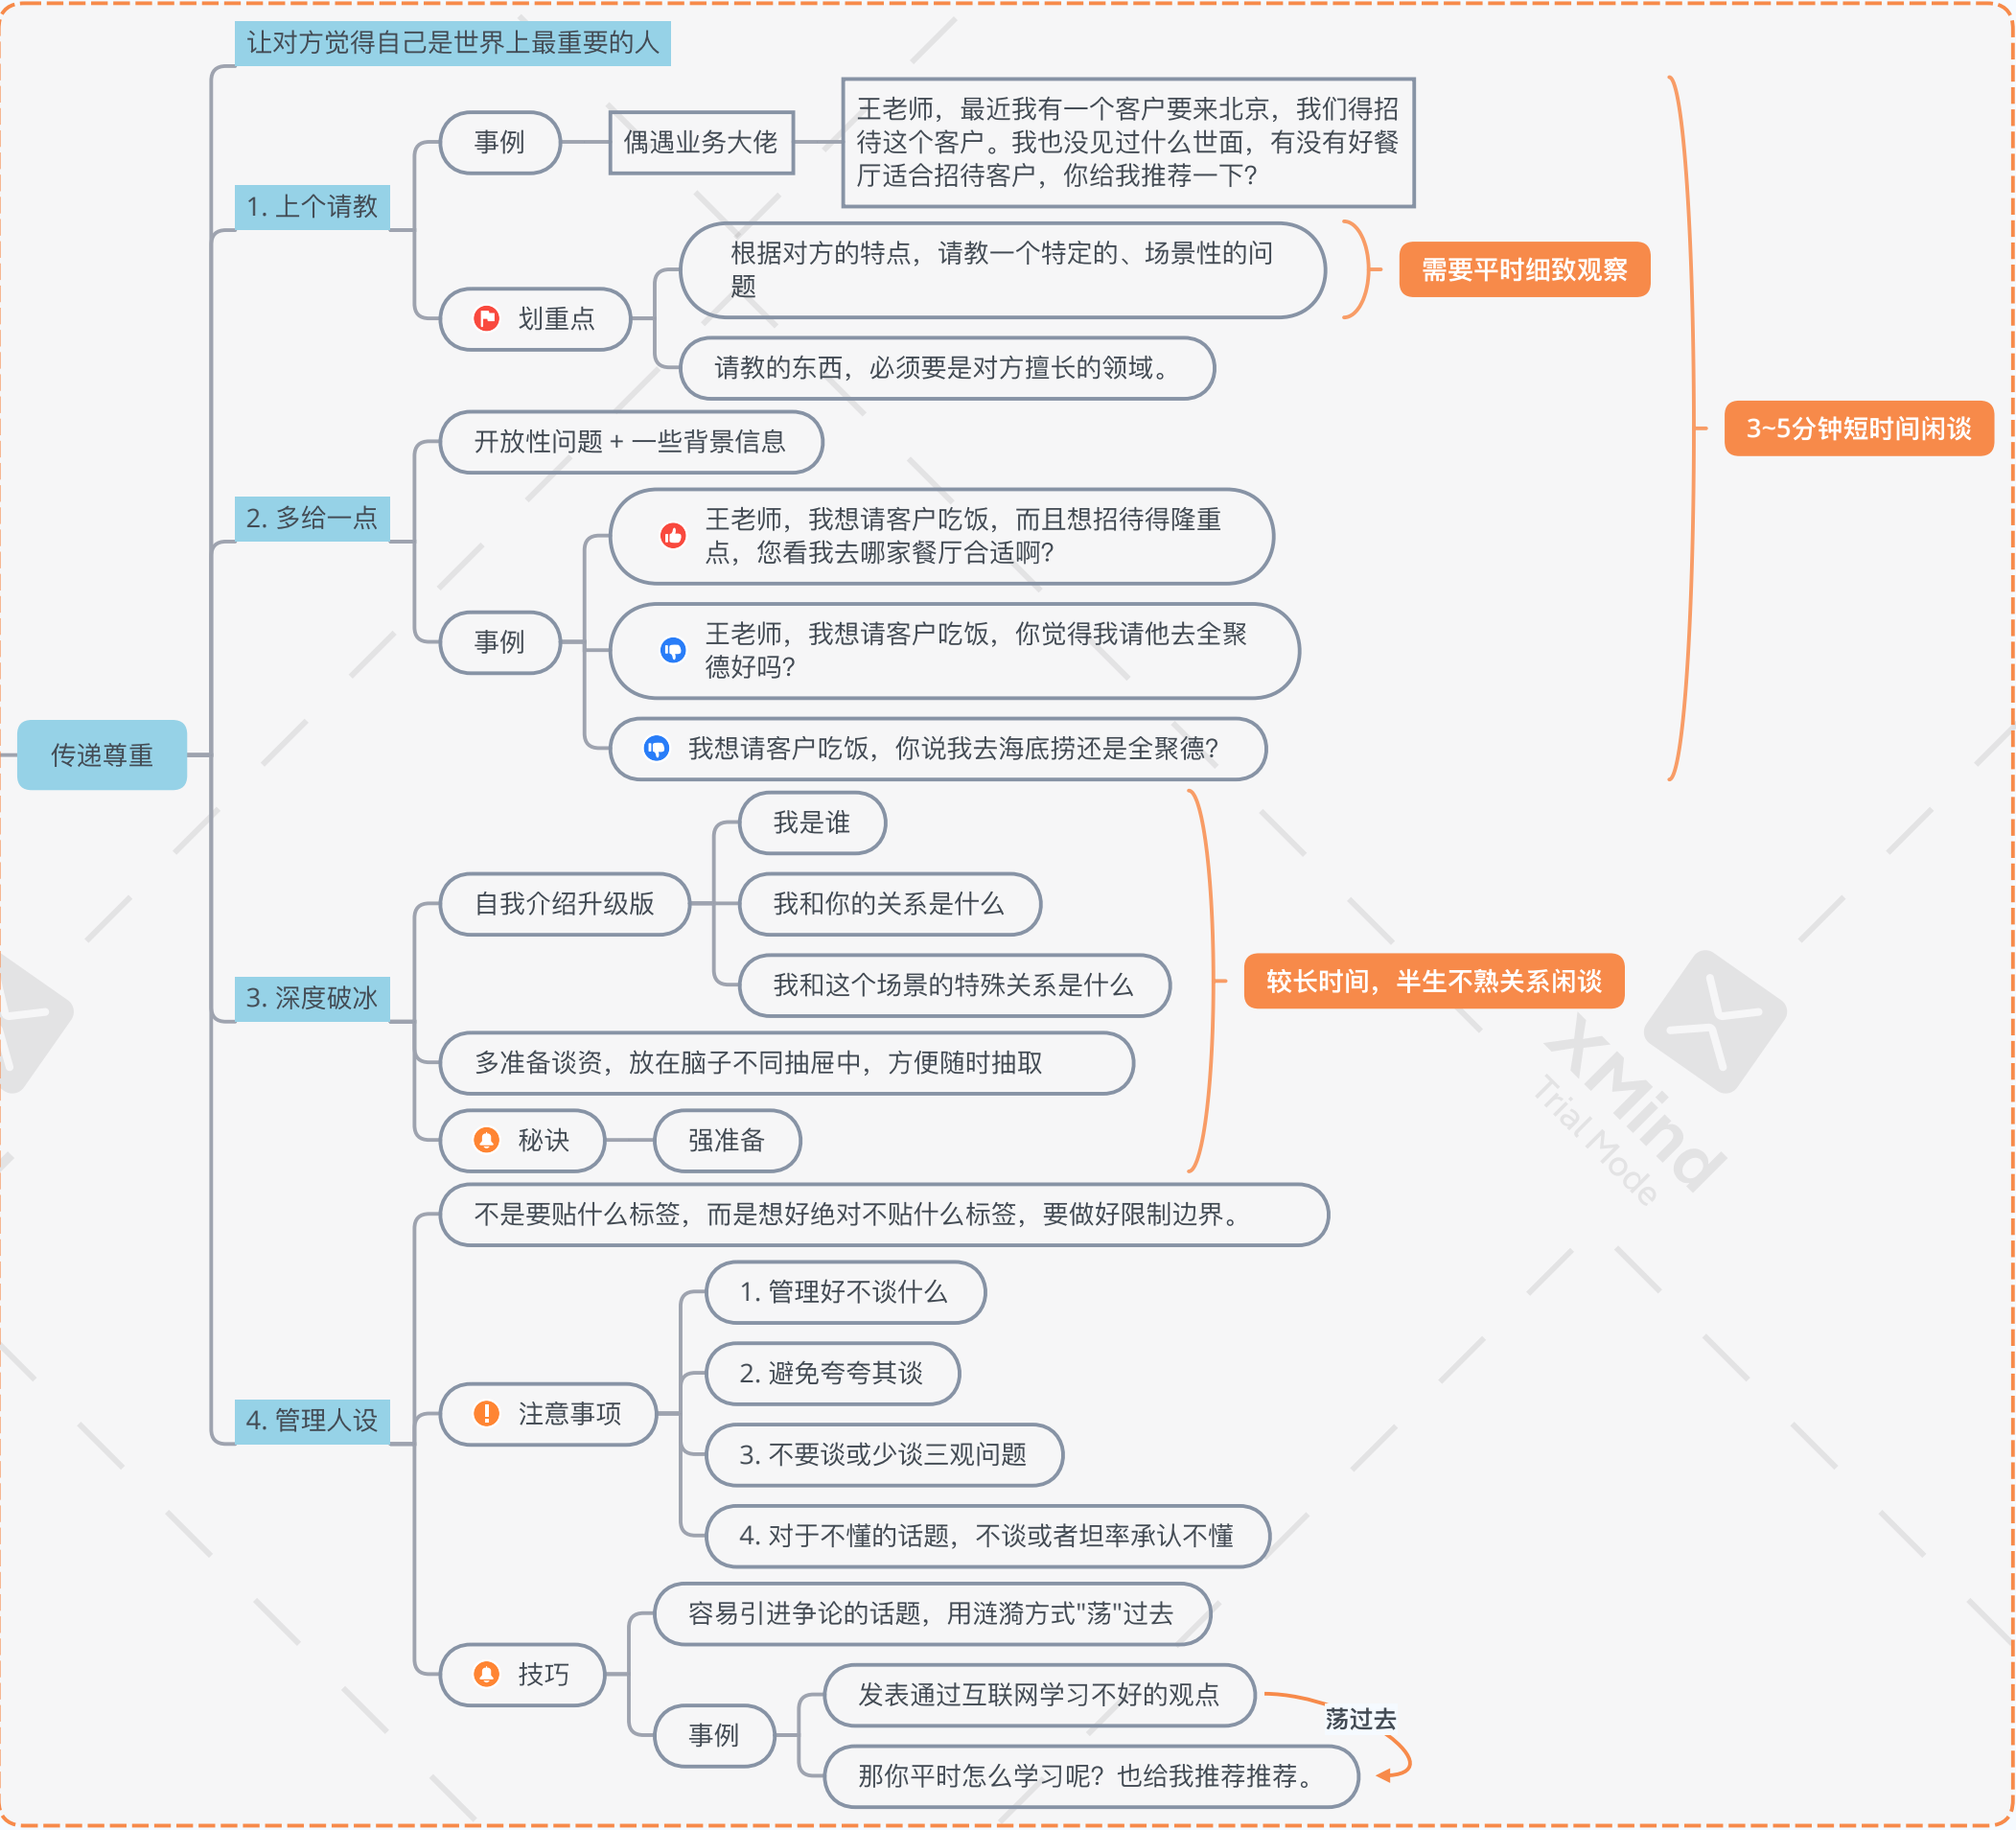 让对方觉得自己是世界上最重要的人
1. 上个请教
事例
偶遇业务大佬
王老师，最近我有一个客户要来北京，我们得招
待这个客户。我也没见过什么世面，有没有好餐
厅适合招待客户，你给我推荐一下?
划重点
根据对方的特点，请教一个特定的、场景性的问
题
需要平时细致观察
请教的东西，必须要是对方擅长的领域。
3~5分钟短时间闲谈
2. 多给一点
开放性问题 + 一些背景信息
事例
王老师，我想请客户吃饭，而且想招待得隆重
点，您看我去哪家餐厅合适啊?
王老师，我想请客户吃饭，你觉得我请他去全聚
德好吗?
我想请客户吃饭，你说我去海底捞还是全聚德?
传递尊重
3. 深度破冰
自我介绍升级版
我是谁
我和你的关系是什么
我和这个场景的特殊关系是什么
多准备谈资，放在脑子不同抽屉中，方便随时抽取
秘诀
强准备
较长时间，半生不熟关系闲谈
4. 管理人设
不是要贴什么标签，而是想好绝对不贴什么标签，要做好限制边界。
注意事项
1. 管理好不谈什么
2. 避免夸夸其谈
3. 不要谈或少谈三观问题
4. 对于不懂的话题，不谈或者坦率承认不懂
技巧
容易引进争论的话题，用涟漪方式"荡"过去
事例
发表通过互联网学习不好的观点
荡过去
那你平时怎么学习呢？也给我推荐推荐。
XMind
Trial Mode